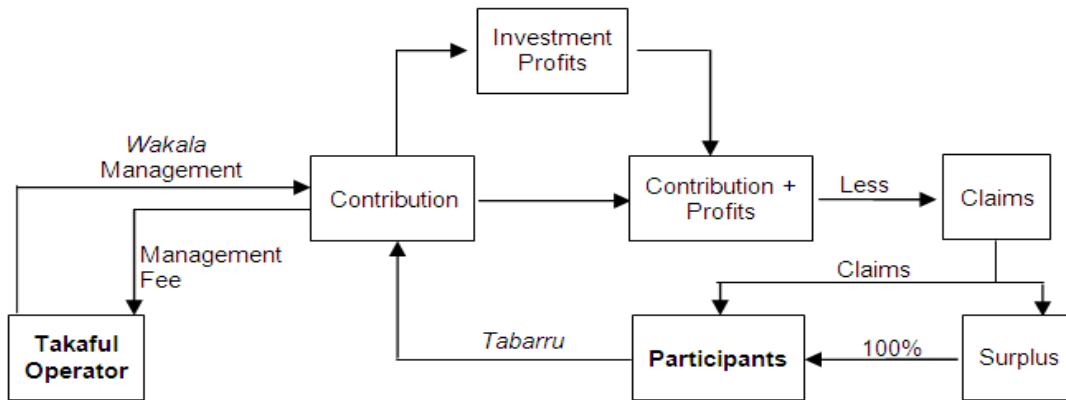 Investment
Profits
Wakala
Management
Contribution
Contribution +
Profits
Less
Claims
Management
Fee
Claims
Takaful
Operator
Tabarru
Participants
100%
Surplus